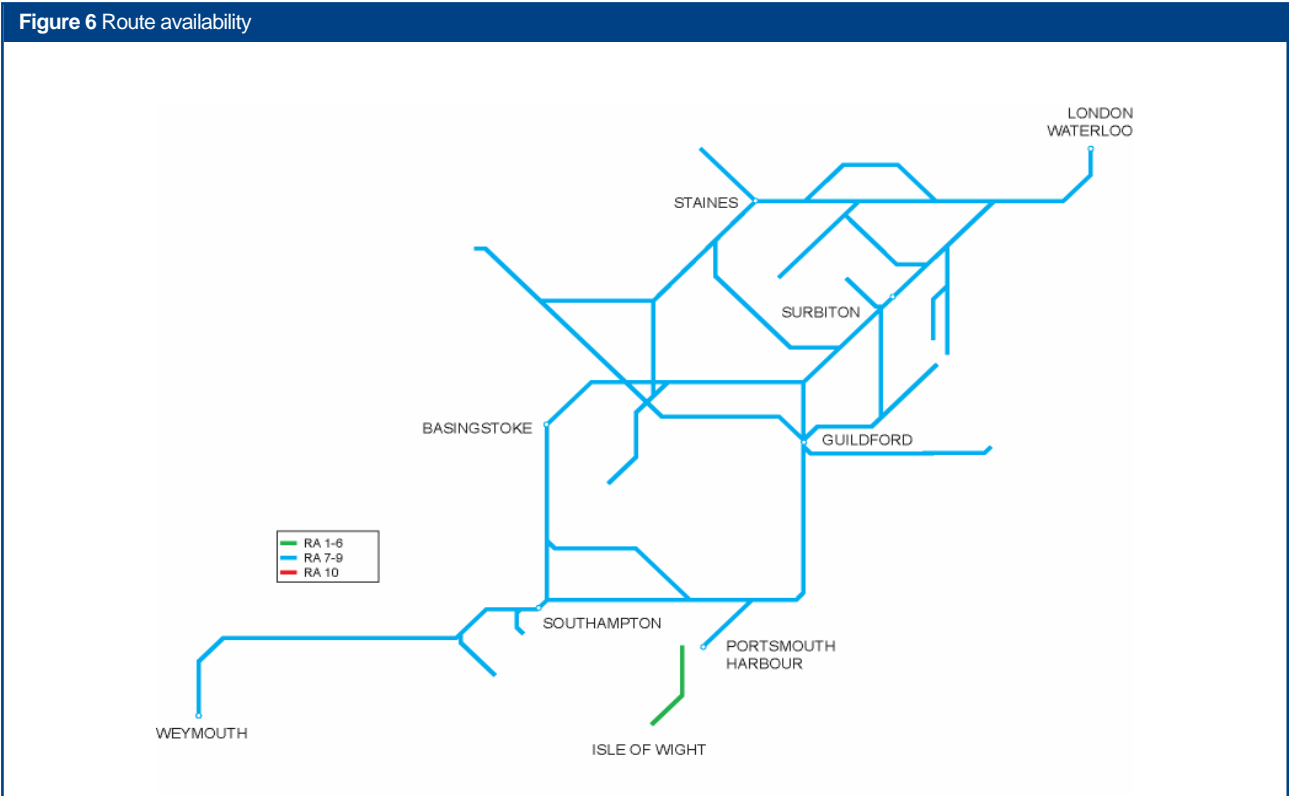 Figure 6 Route availability
LONDON
WATERLOO
STAINES
SURBITON
BASINGSTOKE
GUILDFORD
RA 1-6
RA 7-9
RA 10
SOUTHAMPTON
PORTSMOUTH
HARBOUR
WEYMOUTH
ISLE OF WIGHT